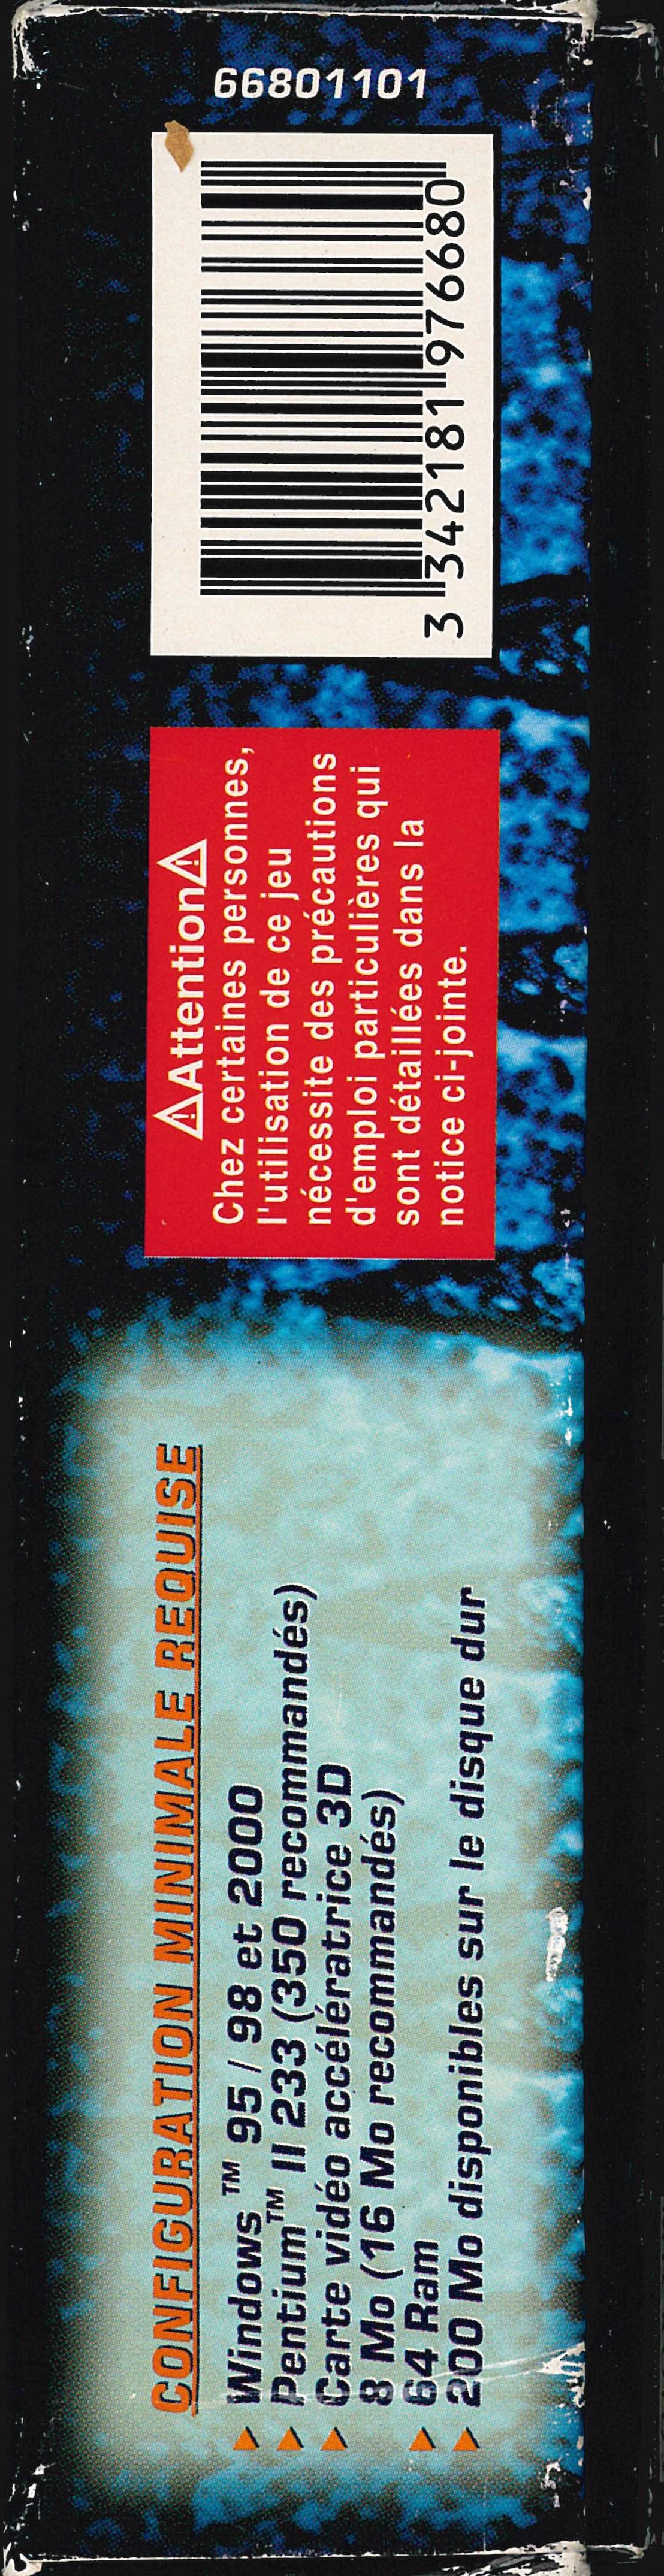 CONFIGURATION MINIMALE REQUISE
Windows™ 95 / 98 et 2000
Pentium™ II 233 (350 recommandés)
Carte vidéo accélératrice 3D
8 Mo (16 Mo recommandés)
64 Ram
200 Mo disponibles sur le disque dur
⚠Attention⚠
Chez certaines personnes,
l'utilisation de ce jeu
nécessite des précautions
d'emploi particulières qui
sont détaillées dans la
notice ci-jointe.
66801101
3 342181 976680